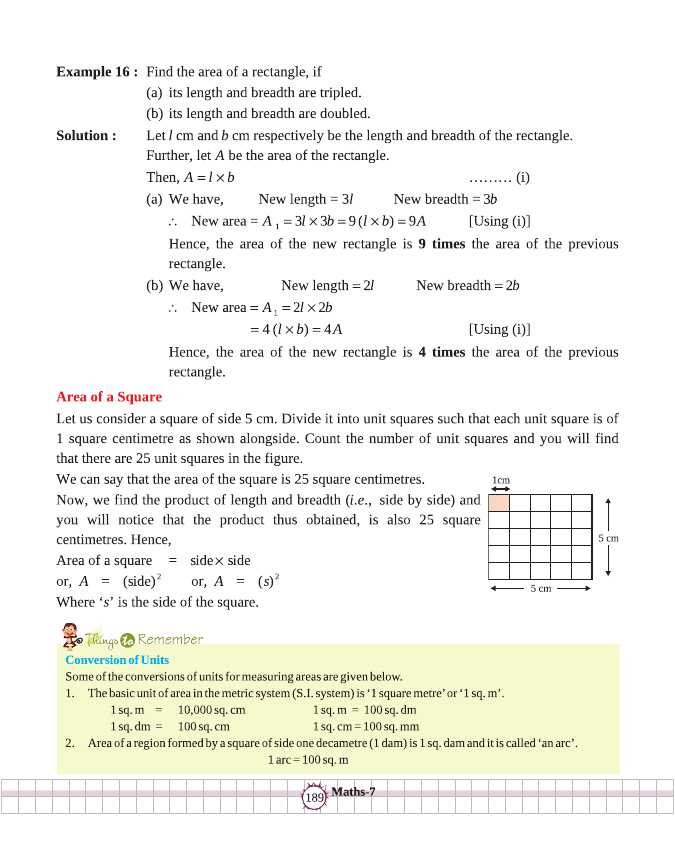 Example 16 : Find the area of a rectangle, if
(a) its length and breadth are tripled.
(b) its length and breadth are doubled.
Solution : Let l cm and b cm respectively be the length and breadth of the rectangle.
Further, let A be the area of the rectangle.
Then, A = l × b ……… (i)
(a) We have, New length = 3l New breadth = 3b
∴ New area = A₁ = 3l × 3b = 9 (l × b) = 9A [Using (i)]
Hence, the area of the new rectangle is 9 times the area of the previous
rectangle.
(b) We have, New length = 2l New breadth = 2b
∴ New area = A₁ = 2l × 2b
= 4 (l × b) = 4A [Using (i)]
Hence, the area of the new rectangle is 4 times the area of the previous
rectangle.
Area of a Square
Let us consider a square of side 5 cm. Divide it into unit squares such that each unit square is of
1 square centimetre as shown alongside. Count the number of unit squares and you will find
that there are 25 unit squares in the figure.
We can say that the area of the square is 25 square centimetres.
Now, we find the product of length and breadth (i.e., side by side) and
you will notice that the product thus obtained, is also 25 square
centimetres. Hence,
Area of a square = side × side
or, A = (side)² or, A = (s)²
Where ‘s’ is the side of the square.
1cm
5 cm
5 cm
Things to Remember
Conversion of Units
Some of the conversions of units for measuring areas are given below.
1. The basic unit of area in the metric system (S.I. system) is ‘1 square metre’ or ‘1 sq. m’.
1 sq. m = 10,000 sq. cm 1 sq. m = 100 sq. dm
1 sq. dm = 100 sq. cm 1 sq. cm = 100 sq. mm
2. Area of a region formed by a square of side one decametre (1 dam) is 1 sq. dam and it is called ‘an arc’.
1 arc = 100 sq. m
189 Maths-7